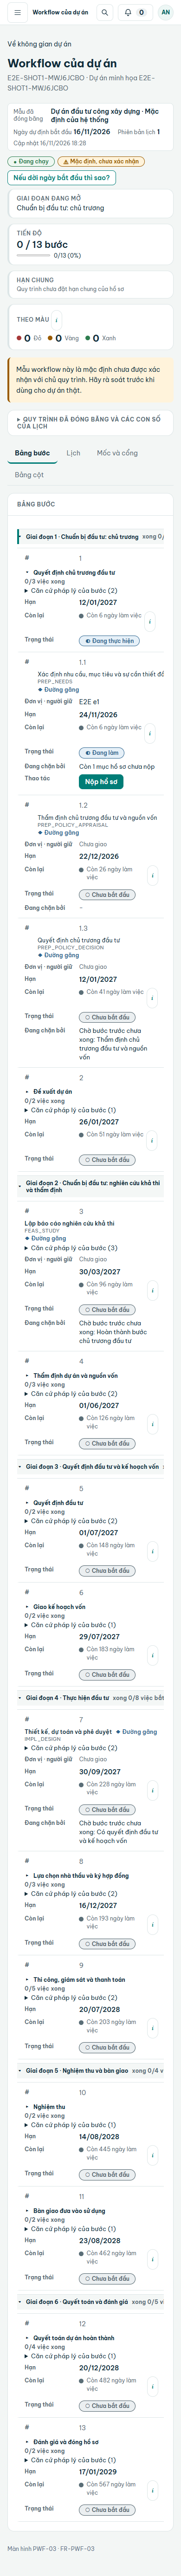 Workflow của dự án
0
AN
Về không gian dự án
Workflow của dự án
E2E-SHOT1-MWJ6JCBO · Dự án minh họa E2E-
SHOT1-MWJ6JCBO
Mẫu đã đóng băng Dự án đầu tư công xây dựng · Mặc định của hệ thống
Ngày dự định bắt đầu 16/11/2026 Phiên bản lịch 1
Cập nhật 16/11/2026 18:28
Đang chạy Mặc định, chưa xác nhận
Nếu dời ngày bắt đầu thì sao?
GIAI ĐOẠN ĐANG MỞ
Chuẩn bị đầu tư: chủ trương
TIẾN ĐỘ
0 / 13 bước
0/13 (0%)
HẠN CHUNG
Quy trình chưa đặt hạn chung của hồ sơ
THEO MÀU i
0 Đỏ 0 Vàng 0 Xanh
Mẫu workflow này là mặc định chưa được xác
nhận với chủ quy trình. Hãy rà soát trước khi
dùng cho dự án thật.
QUY TRÌNH ĐÃ ĐÓNG BĂNG VÀ CÁC CON SỐ
CỦA LỊCH
Bảng bước Lịch Mốc và cổng
Bảng cột
BẢNG BƯỚC
Giai đoạn 1 · Chuẩn bị đầu tư: chủ trương xong 0/
# 1
Quyết định chủ trương đầu tư
0/3 việc xong
Căn cứ pháp lý của bước (2)
Hạn 12/01/2027
Còn lại Còn 6 ngày làm việc i
Trạng thái Đang thực hiện
# 1.1
Xác định nhu cầu, mục tiêu và sự cần thiết đầ
PREP_NEEDS
Đường găng
Đơn vị · người giữ E2E é1
Hạn 24/11/2026
Còn lại Còn 6 ngày làm việc i
Trạng thái Đang làm
Đang chặn bởi Còn 1 mục hồ sơ chưa nộp
Thao tác Nộp hồ sơ
# 1.2
Thẩm định chủ trương đầu tư và nguồn vốn
PREP_POLICY_APPRAISAL
Đường găng
Đơn vị · người giữ Chưa giao
Hạn 22/12/2026
Còn lại Còn 26 ngày làm việc i
Trạng thái Chưa bắt đầu
Đang chặn bởi -
# 1.3
Quyết định chủ trương đầu tư
PREP_POLICY_DECISION
Đường găng
Đơn vị · người giữ Chưa giao
Hạn 12/01/2027
Còn lại Còn 41 ngày làm việc i
Trạng thái Chưa bắt đầu
Đang chặn bởi Chờ bước trước chưa
xong: Thẩm định chủ
trương đầu tư và nguồn
vốn
# 2
Đề xuất dự án
0/2 việc xong
Căn cứ pháp lý của bước (1)
Hạn 26/01/2027
Còn lại Còn 51 ngày làm việc i
Trạng thái Chưa bắt đầu
Giai đoạn 2 · Chuẩn bị đầu tư: nghiên cứu khả thi
và thẩm định
# 3
Lập báo cáo nghiên cứu khả thi
FEAS_STUDY
Đường găng
Căn cứ pháp lý của bước (3)
Đơn vị · người giữ Chưa giao
Hạn 30/03/2027
Còn lại Còn 96 ngày làm việc i
Trạng thái Chưa bắt đầu
Đang chặn bởi Chờ bước trước chưa
xong: Hoàn thành bước
chủ trương đầu tư
# 4
Thẩm định dự án và nguồn vốn
0/3 việc xong
Căn cứ pháp lý của bước (2)
Hạn 01/06/2027
Còn lại Còn 126 ngày làm việc i
Trạng thái Chưa bắt đầu
Giai đoạn 3 · Quyết định đầu tư và kế hoạch vốn
# 5
Quyết định đầu tư
0/2 việc xong
Căn cứ pháp lý của bước (2)
Hạn 01/07/2027
Còn lại Còn 148 ngày làm việc i
Trạng thái Chưa bắt đầu
# 6
Giao kế hoạch vốn
0/2 việc xong
Căn cứ pháp lý của bước (1)
Hạn 29/07/2027
Còn lại Còn 183 ngày làm việc i
Trạng thái Chưa bắt đầu
Giai đoạn 4 · Thực hiện đầu tư xong 0/8 việc bắt
# 7
Thiết kế, dự toán và phê duyệt Đường găng
IMPL_DESIGN
Căn cứ pháp lý của bước (2)
Đơn vị · người giữ Chưa giao
Hạn 30/09/2027
Còn lại Còn 228 ngày làm việc i
Trạng thái Chưa bắt đầu
Đang chặn bởi Chờ bước trước chưa
xong: Có quyết định đầu tư
và kế hoạch vốn
# 8
Lựa chọn nhà thầu và ký hợp đồng
0/3 việc xong
Căn cứ pháp lý của bước (2)
Hạn 16/12/2027
Còn lại Còn 193 ngày làm việc i
Trạng thái Chưa bắt đầu
# 9
Thi công, giám sát và thanh toán
0/5 việc xong
Căn cứ pháp lý của bước (2)
Hạn 20/07/2028
Còn lại Còn 203 ngày làm việc i
Trạng thái Chưa bắt đầu
Giai đoạn 5 · Nghiệm thu và bàn giao xong 0/4 v
# 10
Nghiệm thu
0/2 việc xong
Căn cứ pháp lý của bước (1)
Hạn 14/08/2028
Còn lại Còn 445 ngày làm việc i
Trạng thái Chưa bắt đầu
# 11
Bàn giao đưa vào sử dụng
0/2 việc xong
Căn cứ pháp lý của bước (1)
Hạn 23/08/2028
Còn lại Còn 462 ngày làm việc i
Trạng thái Chưa bắt đầu
Giai đoạn 6 · Quyết toán và đánh giá xong 0/5 vi
# 12
Quyết toán dự án hoàn thành
0/4 việc xong
Căn cứ pháp lý của bước (1)
Hạn 20/12/2028
Còn lại Còn 482 ngày làm việc i
Trạng thái Chưa bắt đầu
# 13
Đánh giá và đóng hồ sơ
0/2 việc xong
Căn cứ pháp lý của bước (1)
Hạn 17/01/2029
Còn lại Còn 567 ngày làm việc i
Trạng thái Chưa bắt đầu
Màn hình PWF-03 · FR-PWF-03